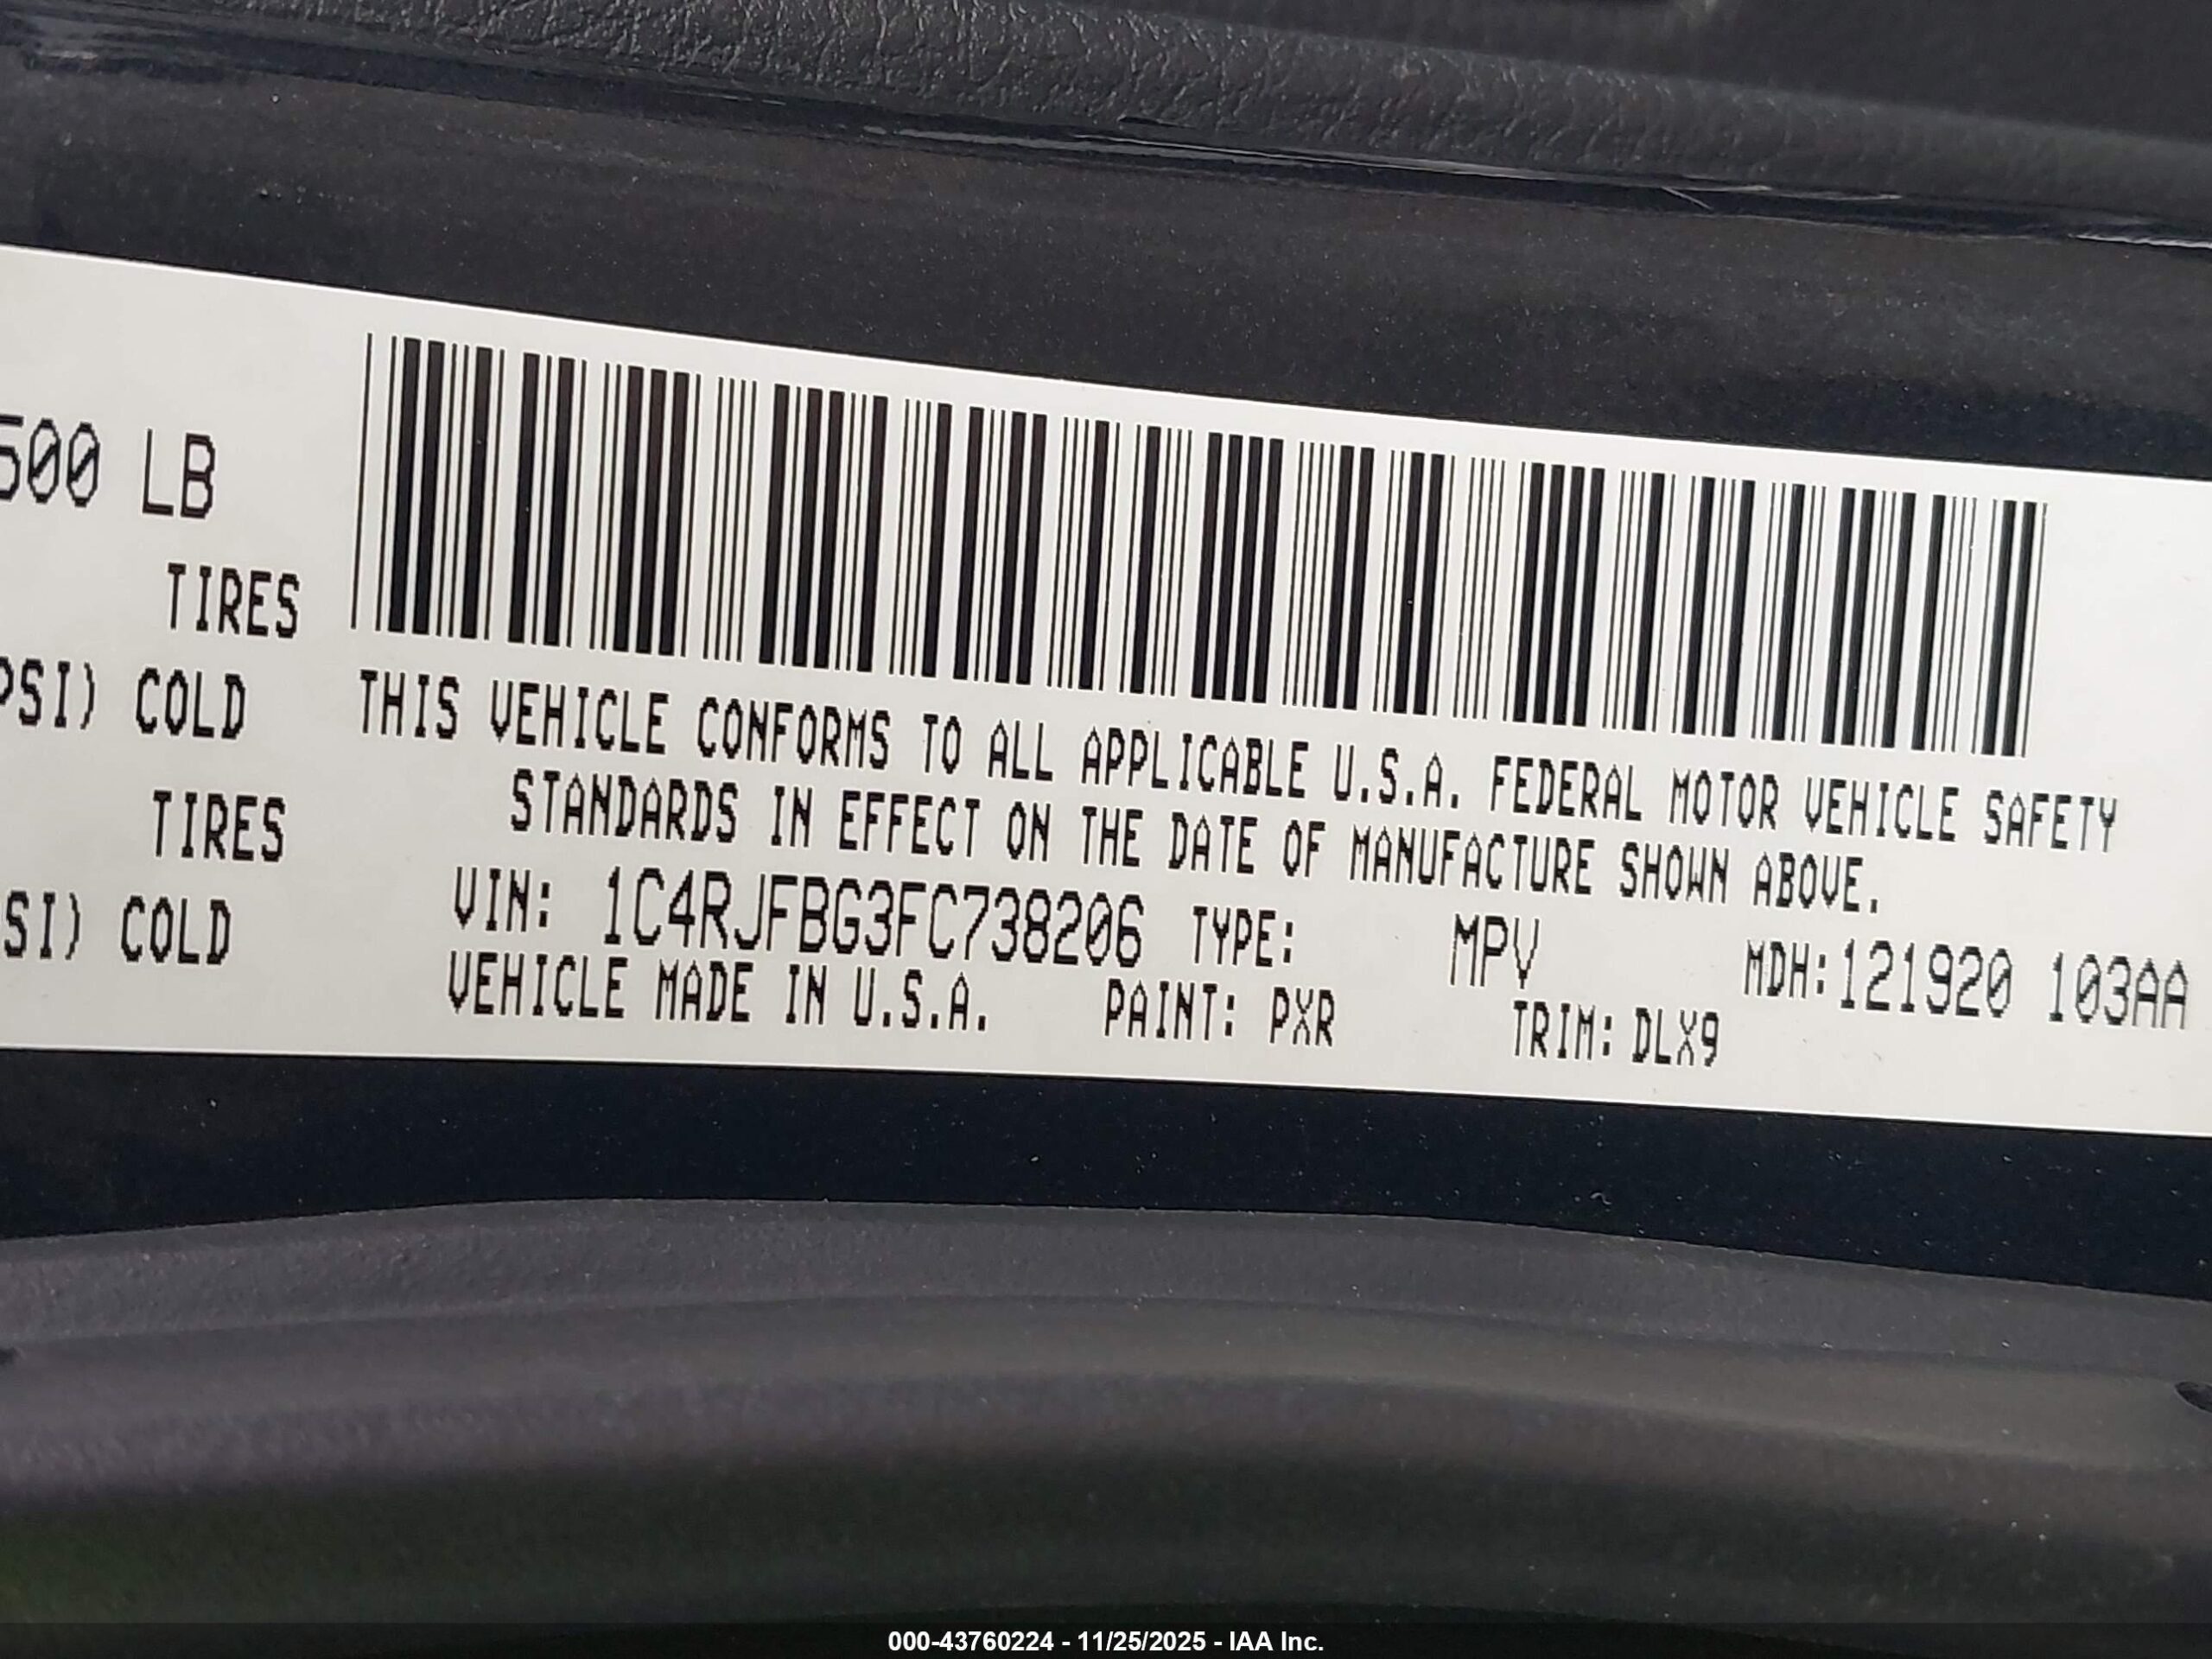 500 LB
TIRES
PSI) COLD
TIRES
SI) COLD
THIS VEHICLE CONFORMS TO ALL APPLICABLE U.S.A. FEDERAL MOTOR VEHICLE SAFETY
STANDARDS IN EFFECT ON THE DATE OF MANUFACTURE SHOWN ABOVE.
VIN: 1C4RJFBG3FC738206 TYPE: MPV MDH:121920 103AA
VEHICLE MADE IN U.S.A. PAINT: PXR TRIM: DLX9
000-43760224 - 11/25/2025 - IAA Inc.